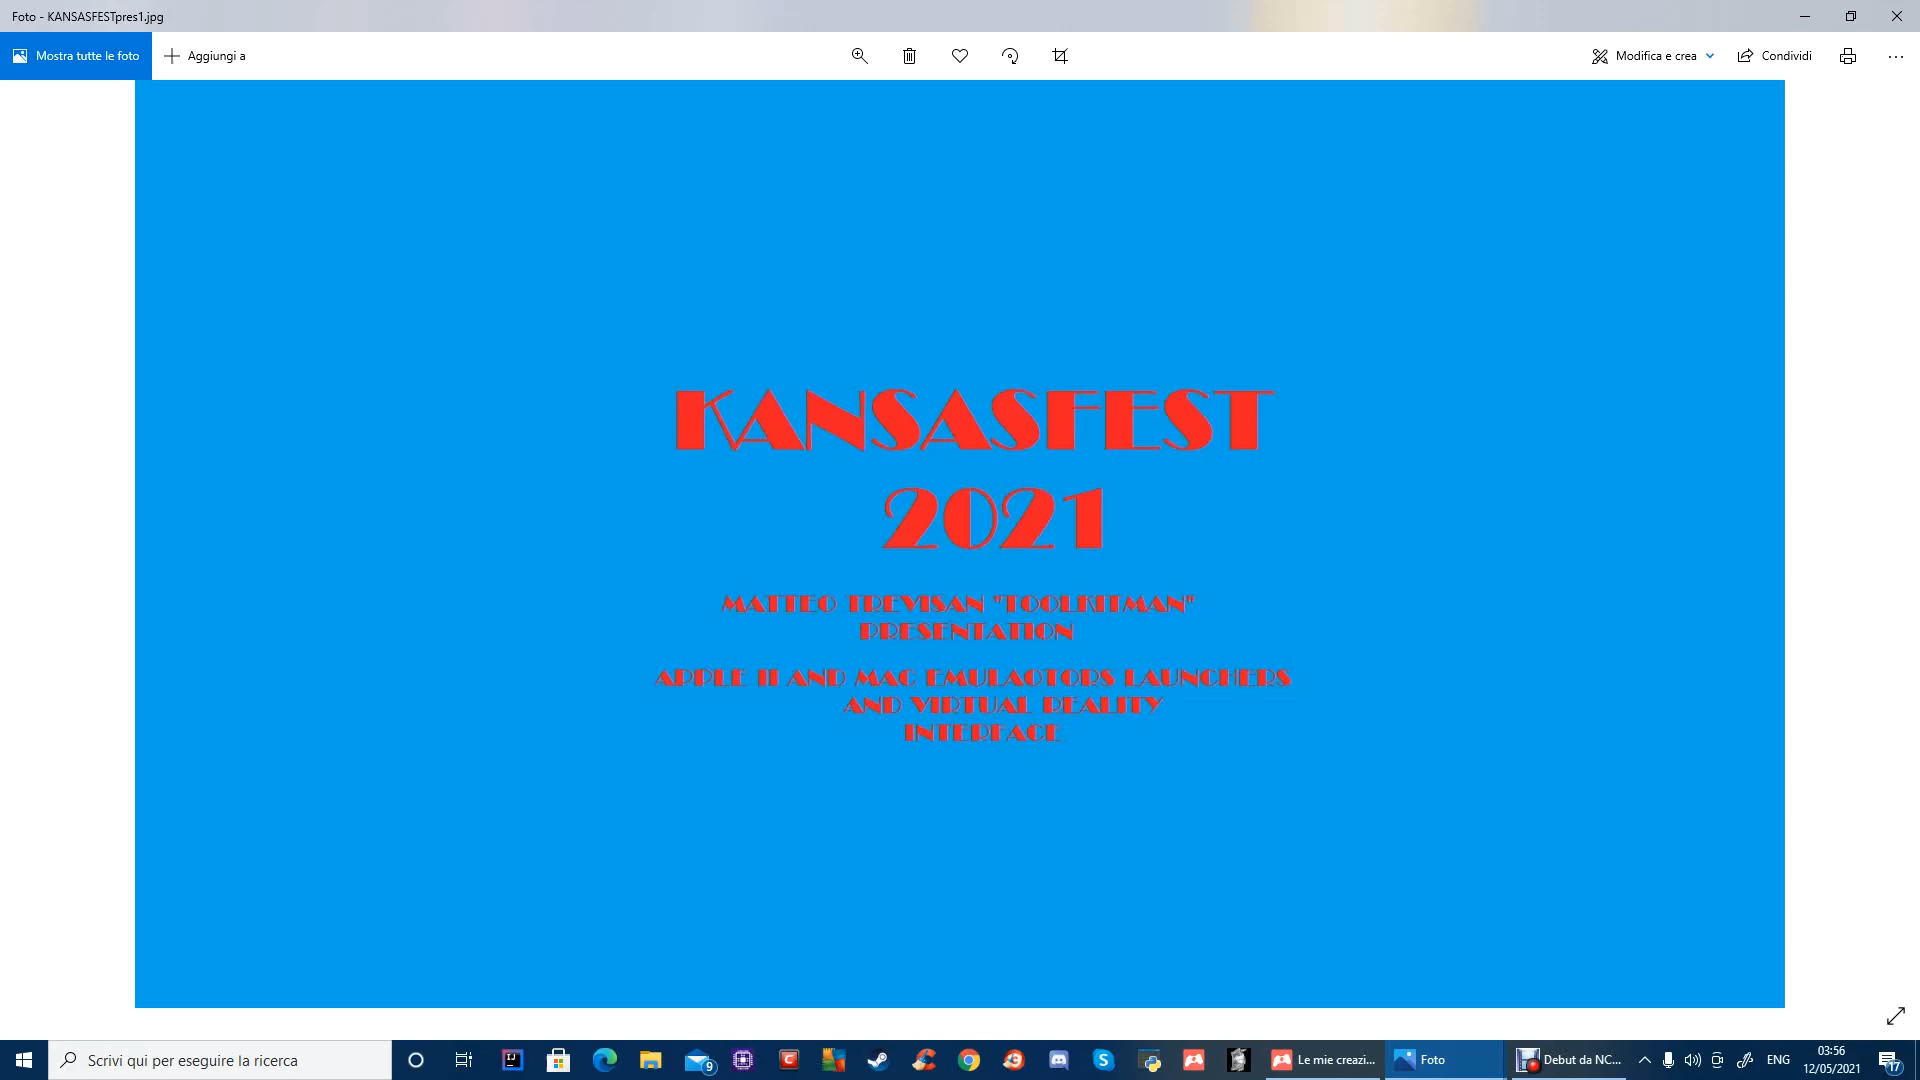 Foto - KANSASFESTpres1.jpg
Mostra tutte le foto
Aggiungi a
Modifica e crea
Condividi
KANSASFEST
2021
MATTEO TREVISAN "TOOLKITMAN"
PRESENTATION
APPLE II AND MAC EMULAOTORS LAUNCHERS
AND VIRTUAL REALITY
INTERFACE
Scrivi qui per eseguire la ricerca
9
Le mie creazi...
Foto
Debut da NC...
ENG
03:56
12/05/2021
17